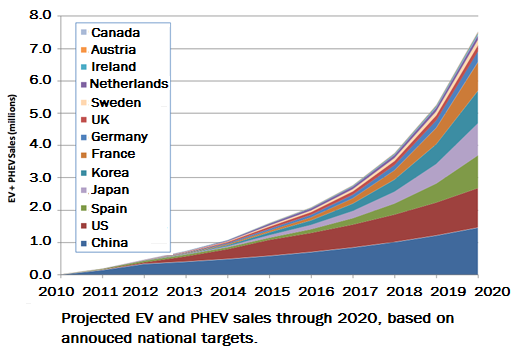 8.0
7.0
6.0
5.0
4.0
3.0
2.0
1.0
0.0
EV + PHEV Sales (millions)
Canada
Austria
Ireland
Netherlands
Sweden
UK
Germany
France
Korea
Japan
Spain
US
China
2010 2011 2012 2013 2014 2015 2016 2017 2018 2019 2020
Projected EV and PHEV sales through 2020, based on
annouced national targets.